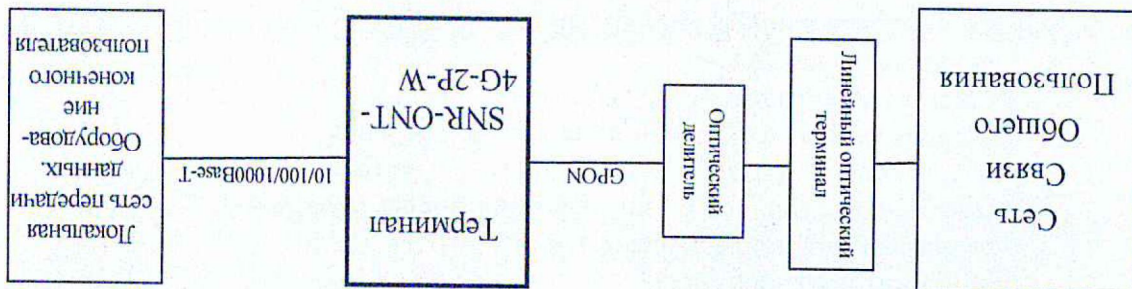 Сеть
Связи
Общего
Пользования
Линейный оптический
терминал
Оптический
делитель
GPON
Терминал
SNR-ONT-
4G-2P-W
10/100/1000Base-T
Локальная
сеть передачи
данных.
Оборудова-
ние
конечного
пользователя